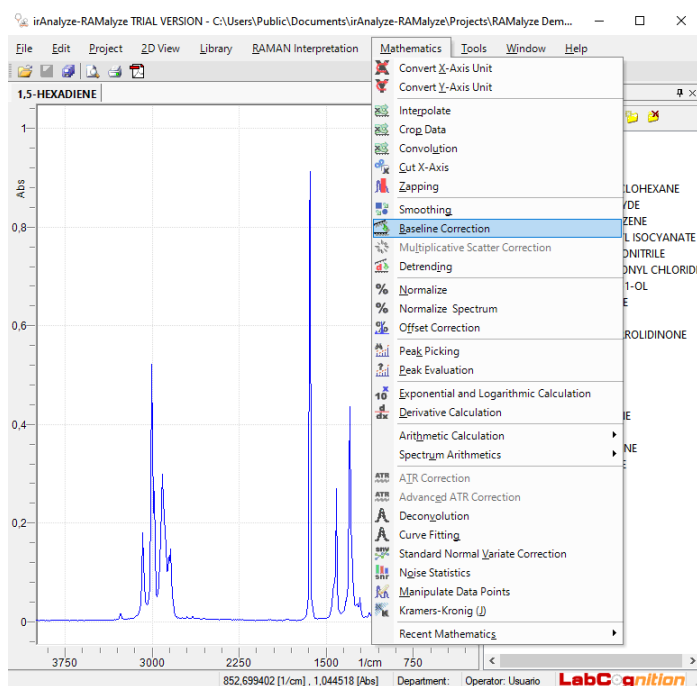 irAnalyze-RAMalyze TRIAL VERSION - C:\Users\Public\Documents\irAnalyze-RAMalyze\Projects\RAMalyze Dem...
File Edit Project 2D View Library RAMAN Interpretation Mathematics Tools Window Help
1,5-HEXADIENE
Convert X-Axis Unit
Convert Y-Axis Unit
Interpolate
Crop Data
Convolution
Cut X-Axis
Zapping
Smoothing
Baseline Correction
Multiplicative Scatter Correction
Detrending
% Normalize
% Normalize Spectrum
Offset Correction
Peak Picking
Peak Evaluation
Exponential and Logarithmic Calculation
Derivative Calculation
Arithmetic Calculation
Spectrum Arithmetics
ATR ATR Correction
ATR Advanced ATR Correction
Deconvolution
Curve Fitting
Standard Normal Variate Correction
Noise Statistics
Manipulate Data Points
Kramers-Kronig (J)
Recent Mathematics
LOHEXANE
YDE
ZENE
L ISOCYANATE
ONITRILE
ONYL CHLORID
1-OL
E
ROLIDINONE
IE
NE
E
Abs
1
0,8
0,6
0,4
0,2
0
3750 3000 2250 1500 1/cm 750
852,699402 [1/cm] , 1,044518 [Abs] Department: Operator: Usuario LabCognition